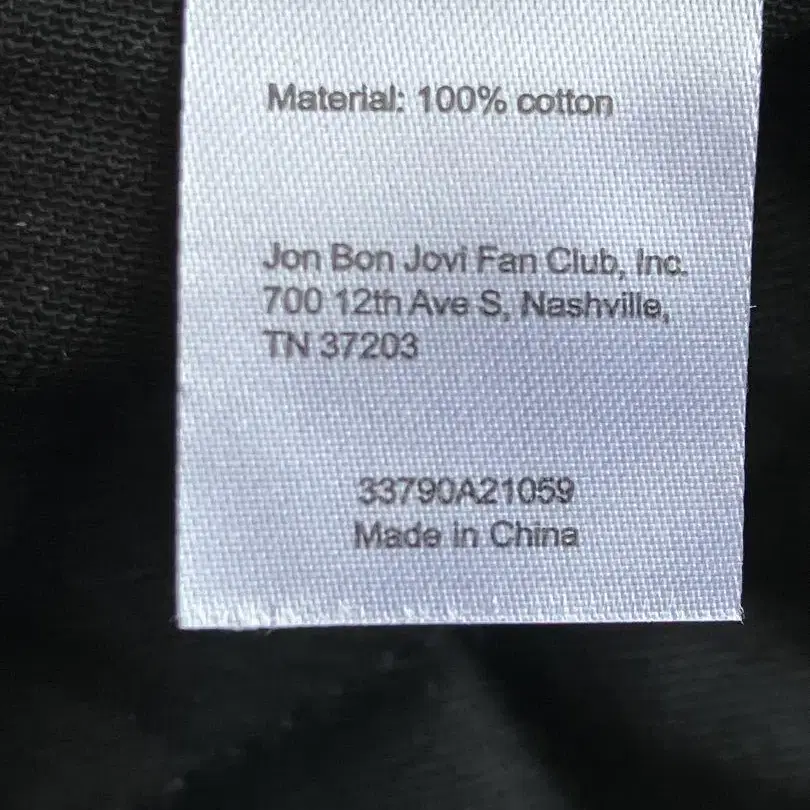 Material: 100% cotton
Jon Bon Jovi Fan Club, Inc.
700 12th Ave S, Nashville,
TN 37203
33790A21059
Made in China